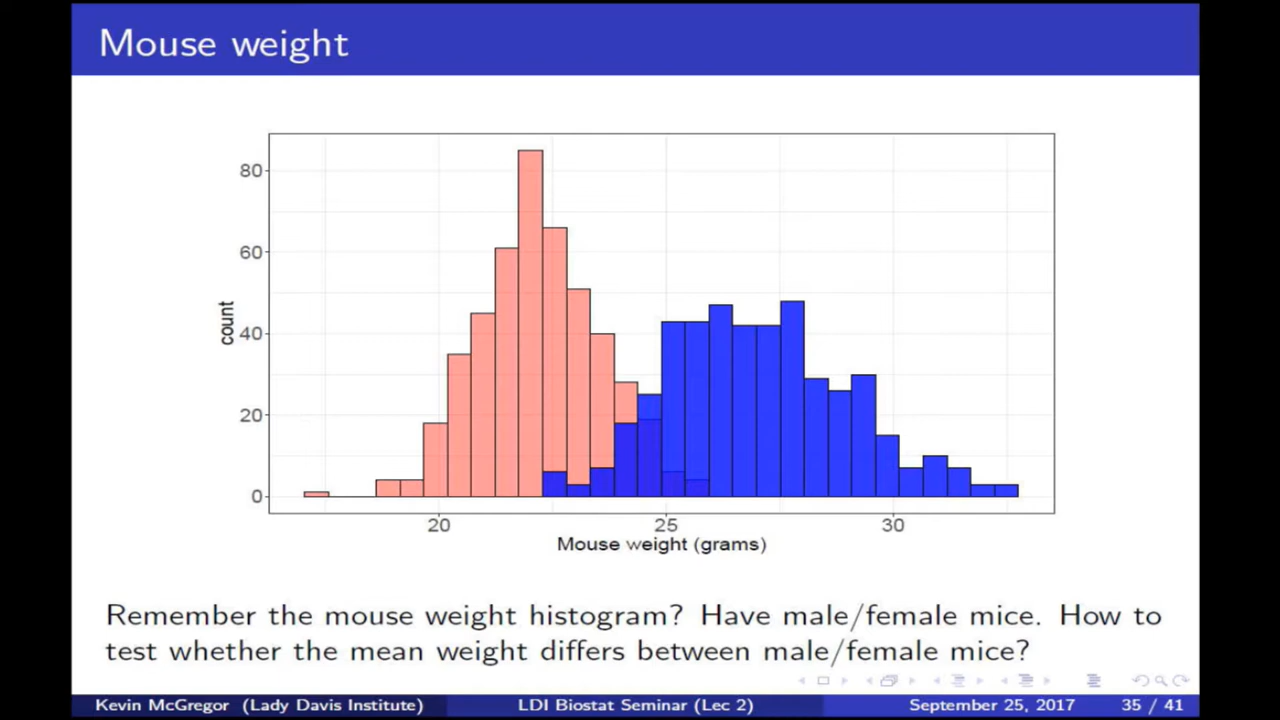 Mouse weight
80
60
40
20
0
count
20 25 30
Mouse weight (grams)
Remember the mouse weight histogram? Have male/female mice. How to
test whether the mean weight differs between male/female mice?
Kevin McGregor (Lady Davis Institute) LDI Biostat Seminar (Lec 2) September 25, 2017 35 / 41